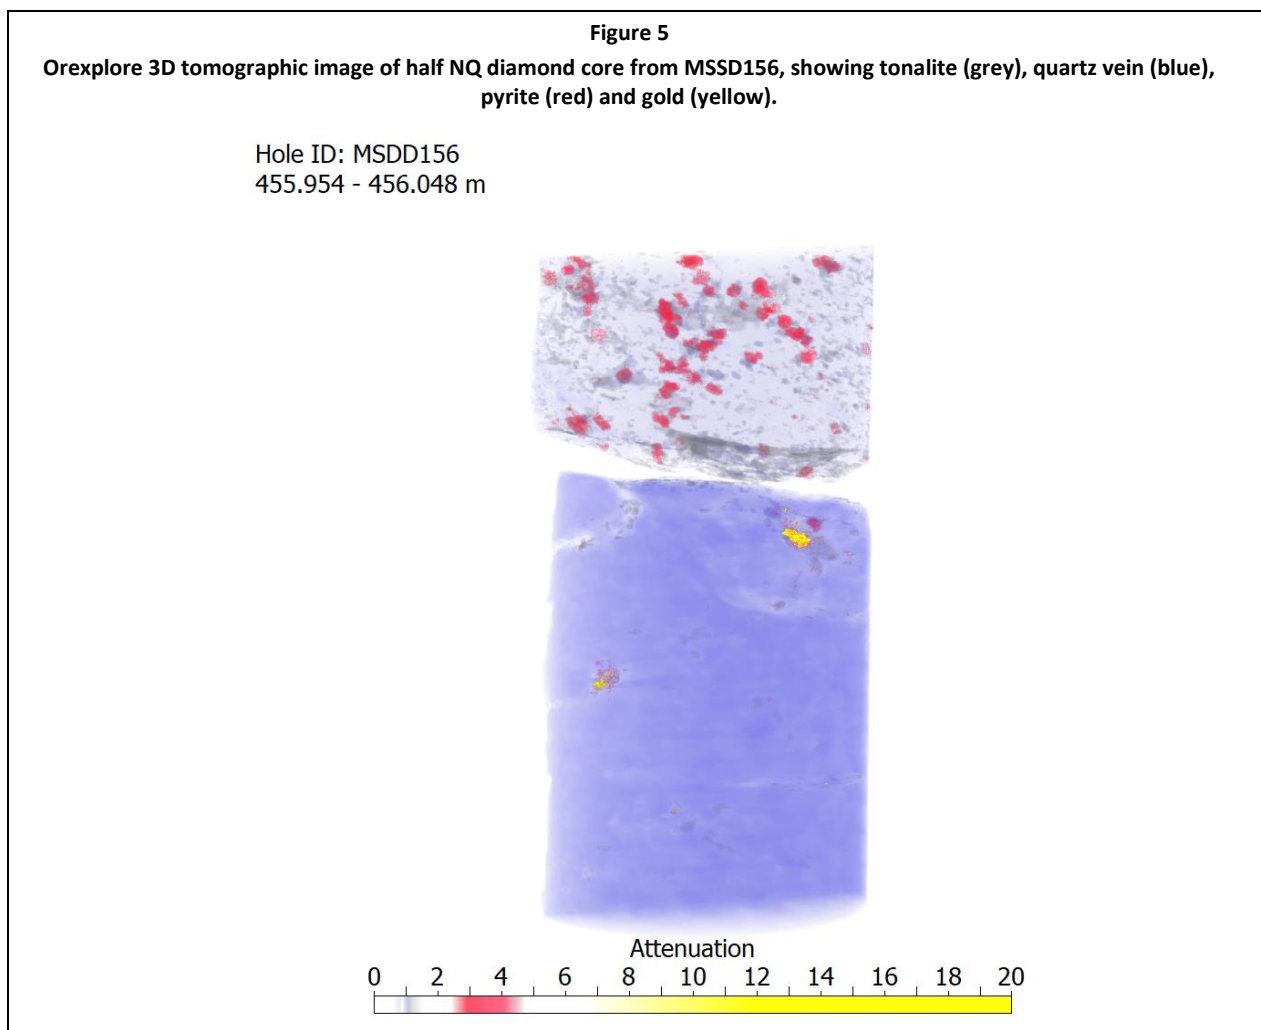 Figure 5
Orexplore 3D tomographic image of half NQ diamond core from MSSD156, showing tonalite (grey), quartz vein (blue),
pyrite (red) and gold (yellow).
Hole ID: MSDD156
455.954 - 456.048 m
Attenuation
0 2 4 6 8 10 12 14 16 18 20